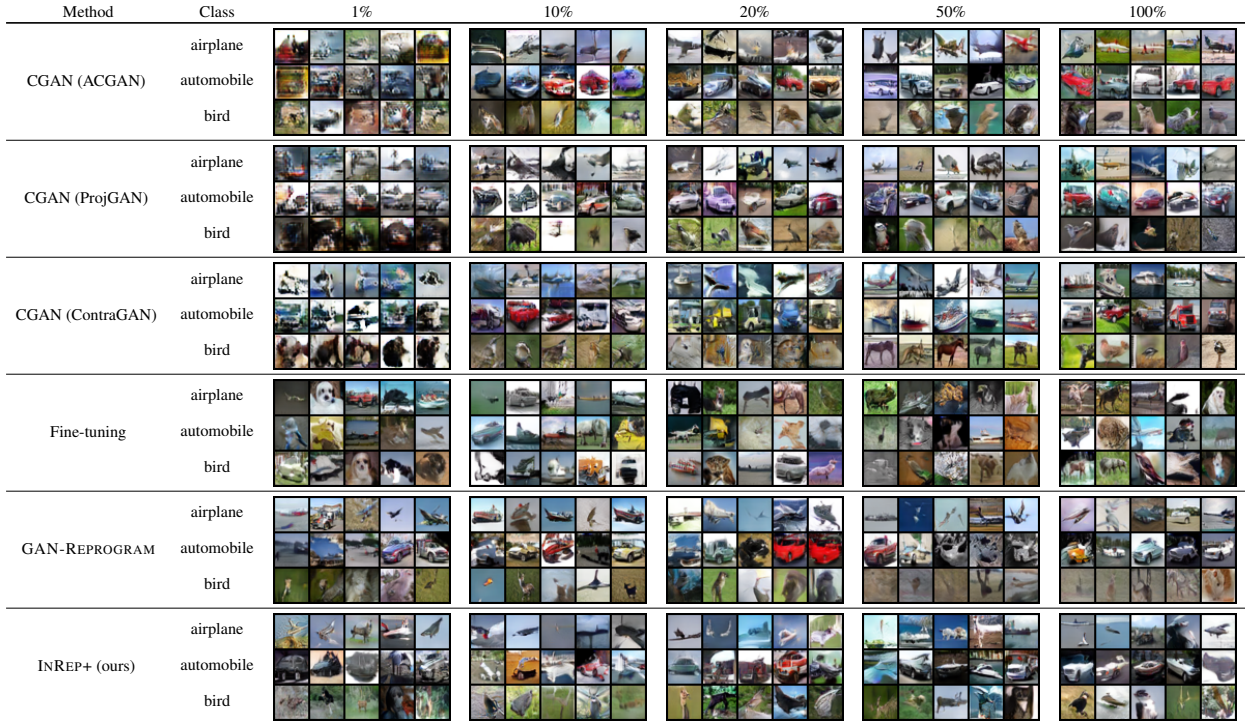 Method Class 1% 10% 20% 50% 100%
airplane
CGAN (ACGAN) automobile
bird
airplane
CGAN (ProjGAN) automobile
bird
airplane
CGAN (ContraGAN) automobile
bird
airplane
Fine-tuning automobile
bird
airplane
GAN-REPROGRAM automobile
bird
airplane
INREP+ (ours) automobile
bird